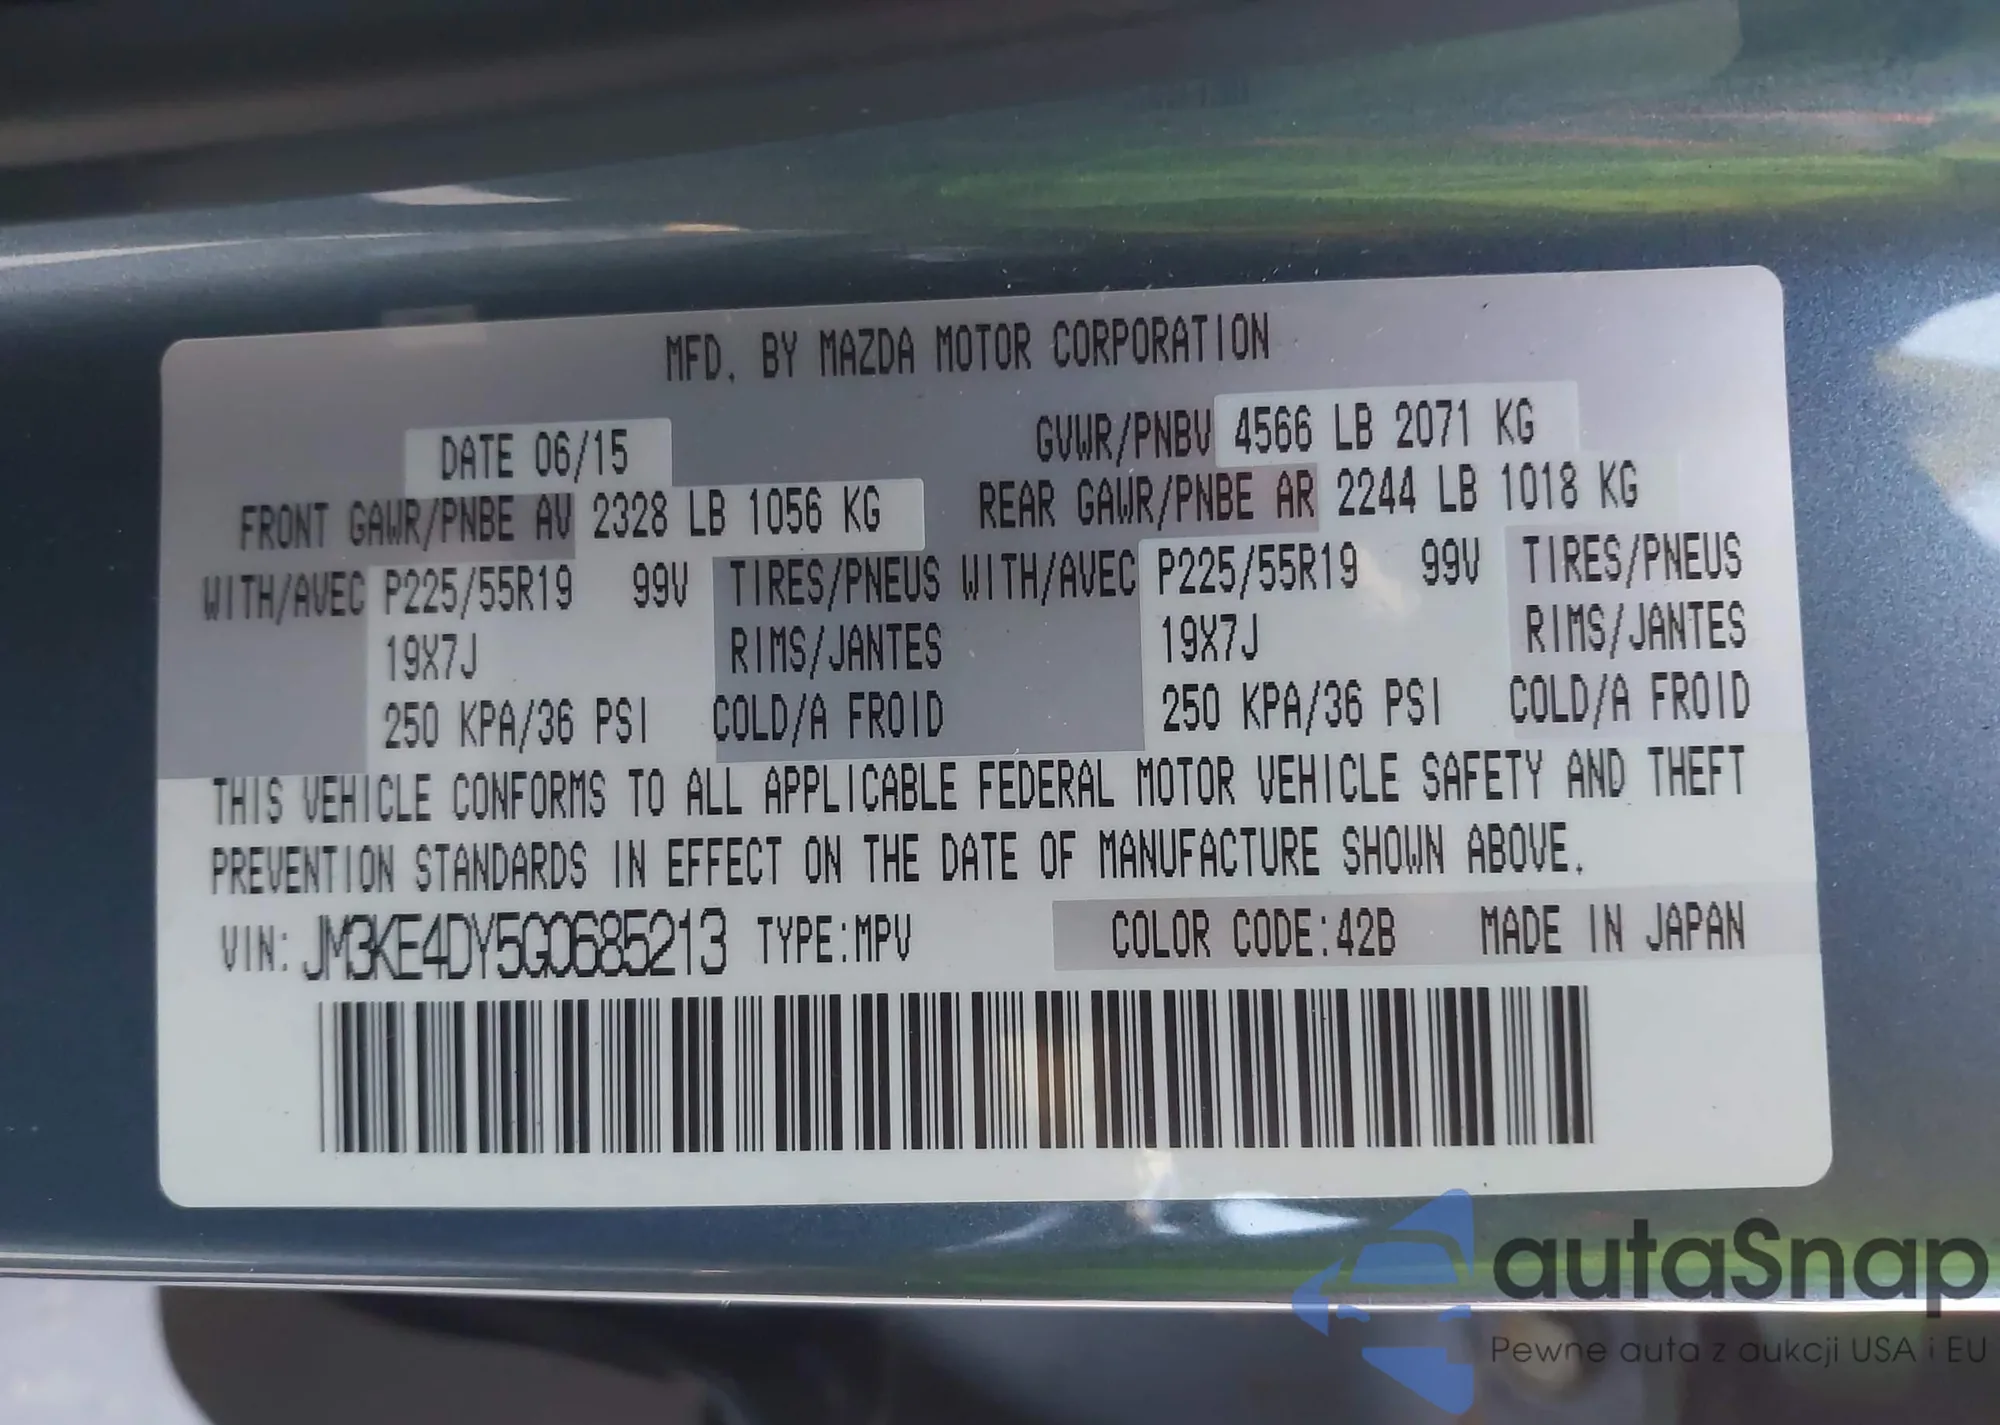 MFD. BY MAZDA MOTOR CORPORATION
DATE 06/15 GVWR/PNBV 4566 LB 2071 KG
FRONT GAWR/PNBE AV 2328 LB 1056 KG REAR GAWR/PNBE AR 2244 LB 1018 KG
WITH/AVEC P225/55R19 99V TIRES/PNEUS WITH/AVEC P225/55R19 99V TIRES/PNEUS
19X7J RIMS/JANTES 19X7J RIMS/JANTES
250 KPA/36 PSI COLD/A FROID 250 KPA/36 PSI COLD/A FROID
THIS VEHICLE CONFORMS TO ALL APPLICABLE FEDERAL MOTOR VEHICLE SAFETY AND THEFT
PREVENTION STANDARDS IN EFFECT ON THE DATE OF MANUFACTURE SHOWN ABOVE.
VIN: JM3KE4DY5G0685213 TYPE:MPV COLOR CODE:42B MADE IN JAPAN
autaSnap
Pewne auta z aukcji USA i EU